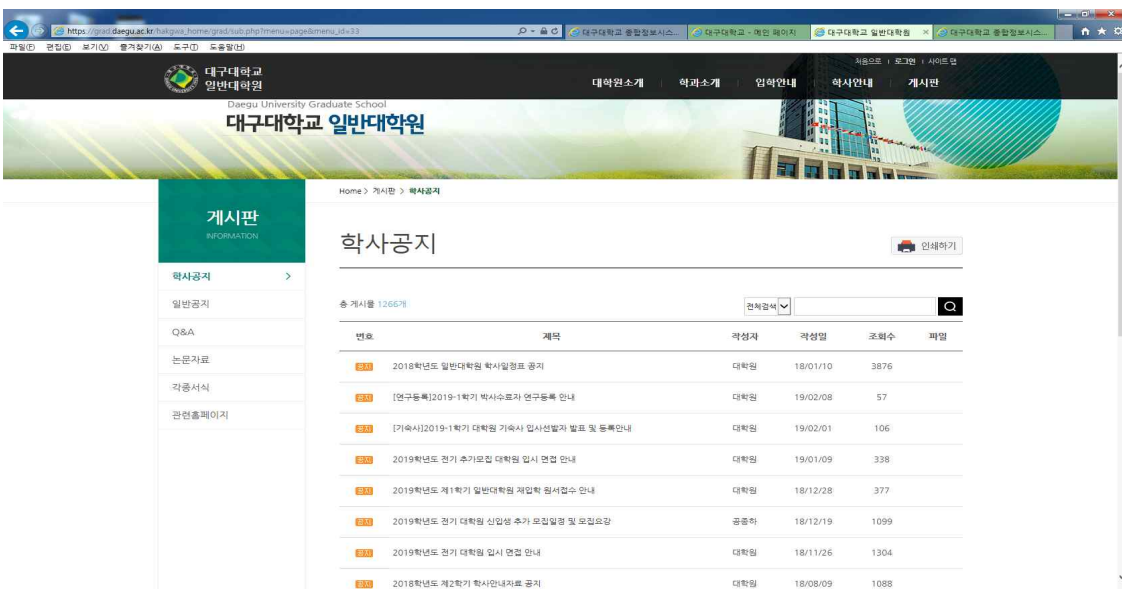 https://grad.daegu.ac.kr/hakgwa_home/grad/sub.php?menu=page&menu_id=33
대구대학교 종합정보시스...
대구대학교 - 메인 페이지
대구대학교 일반대학원
대구대학교 종합정보시스...
파일(F) 편집(E) 보기(V) 즐겨찾기(A) 도구(T) 도움말(H)
처음으로 | 로그인 | 사이트맵
대구대학교
일반대학원
대학원소개 학과소개 입학안내 학사안내 게시판
Daegu University Graduate School
대구대학교 일반대학원
Home > 게시판 > 학사공지
게시판
INFORMATION
학사공지
일반공지
Q&A
논문자료
각종서식
관련홈페이지
학사공지
인쇄하기
총 게시물 1266개
전체검색
번호 제목 작성자 작성일 조회수 파일
공지 2018학년도 일반대학원 학사일정표 공지 대학원 18/01/10 3876
공지 [연구등록]2019-1학기 박사수료자 연구등록 안내 대학원 19/02/08 57
공지 [기숙사]2019-1학기 대학원 기숙사 입사선발자 발표 및 등록안내 대학원 19/02/01 106
공지 2019학년도 전기 추가모집 대학원 입시 면접 안내 대학원 19/01/09 338
공지 2019학년도 제1학기 일반대학원 재입학 원서접수 안내 대학원 18/12/28 377
공지 2019학년도 전기 대학원 신입생 추가 모집일정 및 모집요강 공종하 18/12/19 1099
공지 2019학년도 전기 대학원 입시 면접 안내 대학원 18/11/26 1304
공지 2018학년도 제2학기 학사안내자료 공지 대학원 18/08/09 1088